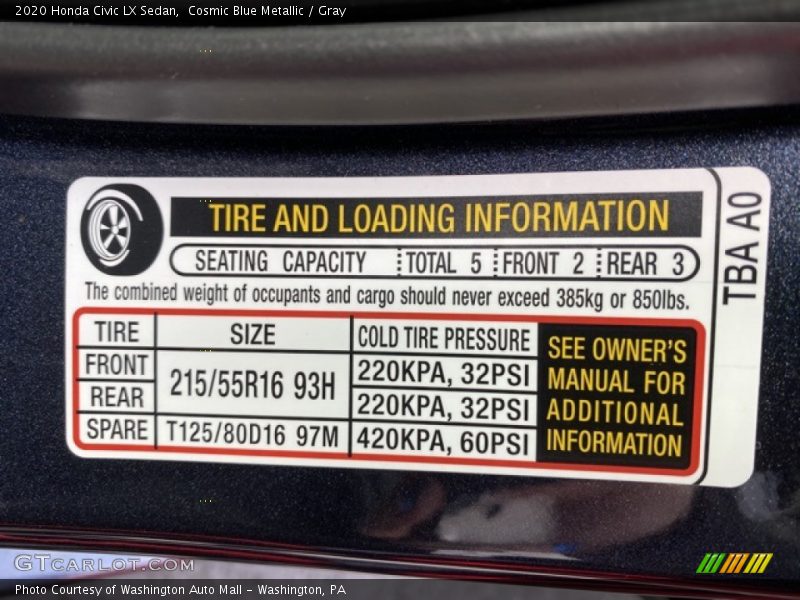 2020 Honda Civic LX Sedan,  Cosmic Blue Metallic / Gray
TIRE AND LOADING INFORMATION
SEATING CAPACITY TOTAL 5 FRONT 2 REAR 3
The combined weight of occupants and cargo should never exceed 385kg or 850lbs.
TIRE SIZE COLD TIRE PRESSURE
FRONT 215/55R16 93H 220KPA, 32PSI
REAR 220KPA, 32PSI
SPARE T125/80D16 97M 420KPA, 60PSI
SEE OWNER'S
MANUAL FOR
ADDITIONAL
INFORMATION
TBA A0
GTCARLOT.COM
Photo Courtesy of Washington Auto Mall - Washington, PA